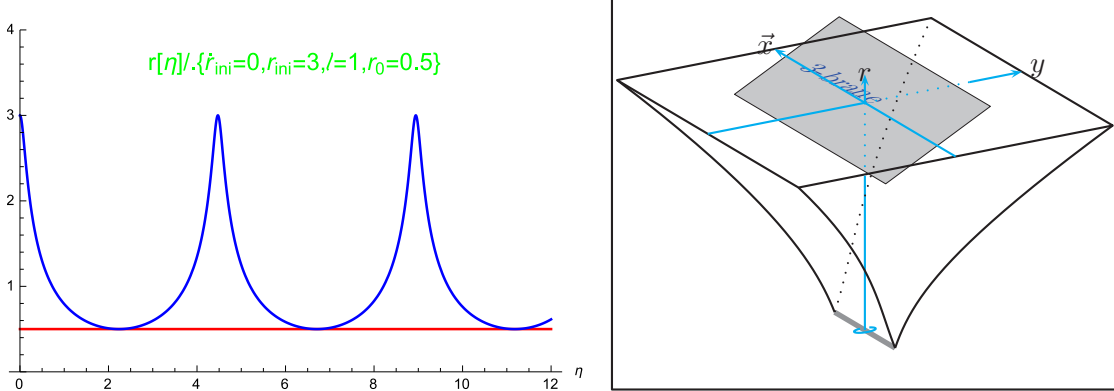 4
r[η]/.{ṙini=0,rini=3,l=1,r0=0.5}
3
2
1
0 2 4 6 8 10 12 η
x⃗
r
y
3-brane